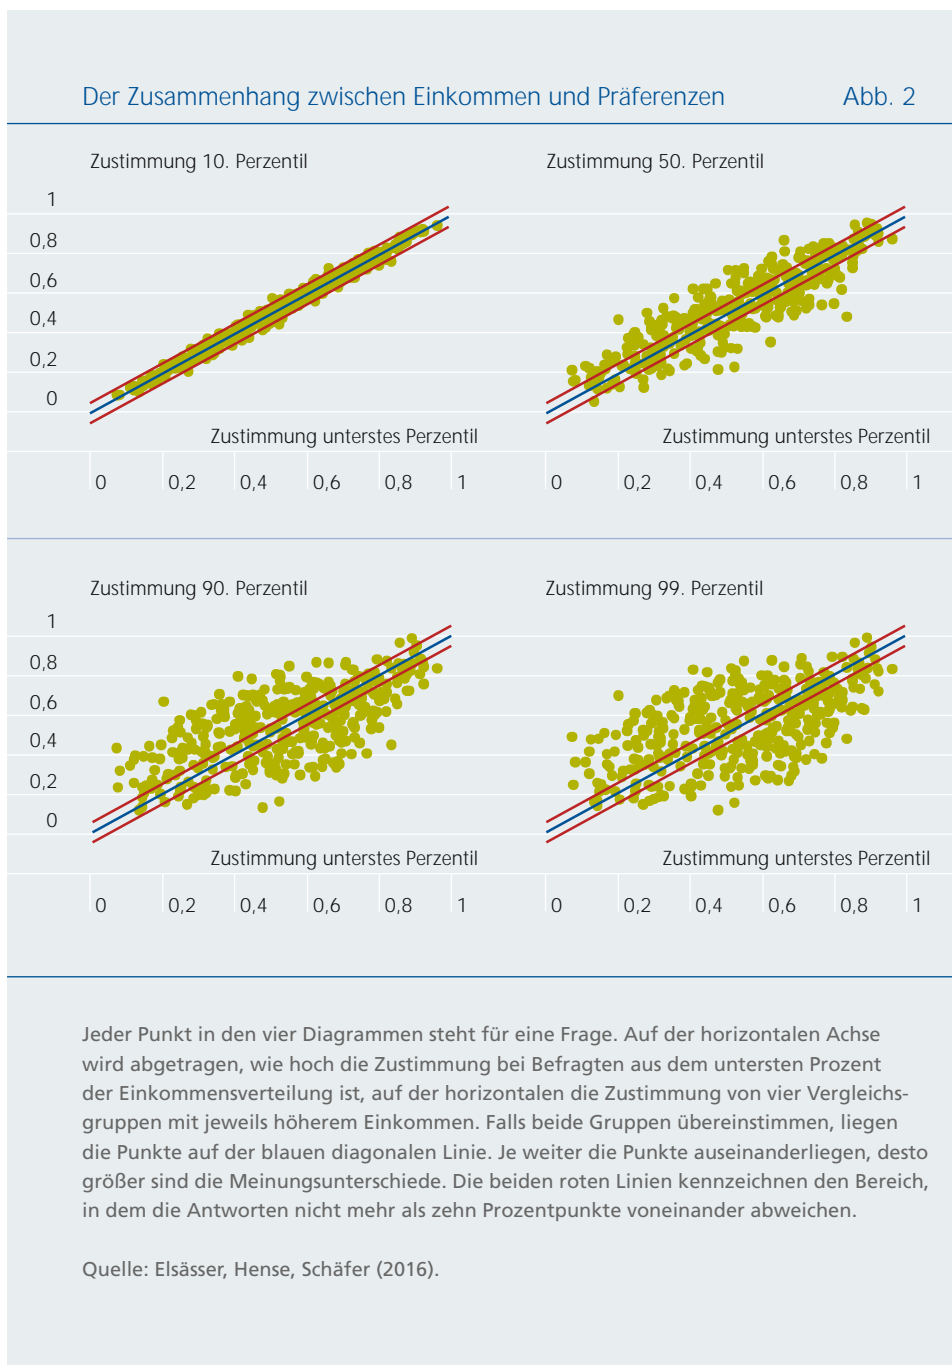 Der Zusammenhang zwischen Einkommen und Präferenzen Abb. 2
Zustimmung 10. Perzentil
1
0,8
0,6
0,4
0,2
0
Zustimmung unterstes Perzentil
0 0,2 0,4 0,6 0,8 1
Zustimmung 50. Perzentil
Zustimmung unterstes Perzentil
0 0,2 0,4 0,6 0,8 1
Zustimmung 90. Perzentil
1
0,8
0,6
0,4
0,2
0
Zustimmung unterstes Perzentil
0 0,2 0,4 0,6 0,8 1
Zustimmung 99. Perzentil
Zustimmung unterstes Perzentil
0 0,2 0,4 0,6 0,8 1
Jeder Punkt in den vier Diagrammen steht für eine Frage. Auf der horizontalen Achse
wird abgetragen, wie hoch die Zustimmung bei Befragten aus dem untersten Prozent
der Einkommensverteilung ist, auf der horizontalen die Zustimmung von vier Vergleichs-
gruppen mit jeweils höherem Einkommen. Falls beide Gruppen übereinstimmen, liegen
die Punkte auf der blauen diagonalen Linie. Je weiter die Punkte auseinanderliegen, desto
größer sind die Meinungsunterschiede. Die beiden roten Linien kennzeichnen den Bereich,
in dem die Antworten nicht mehr als zehn Prozentpunkte voneinander abweichen.
Quelle: Elsässer, Hense, Schäfer (2016).